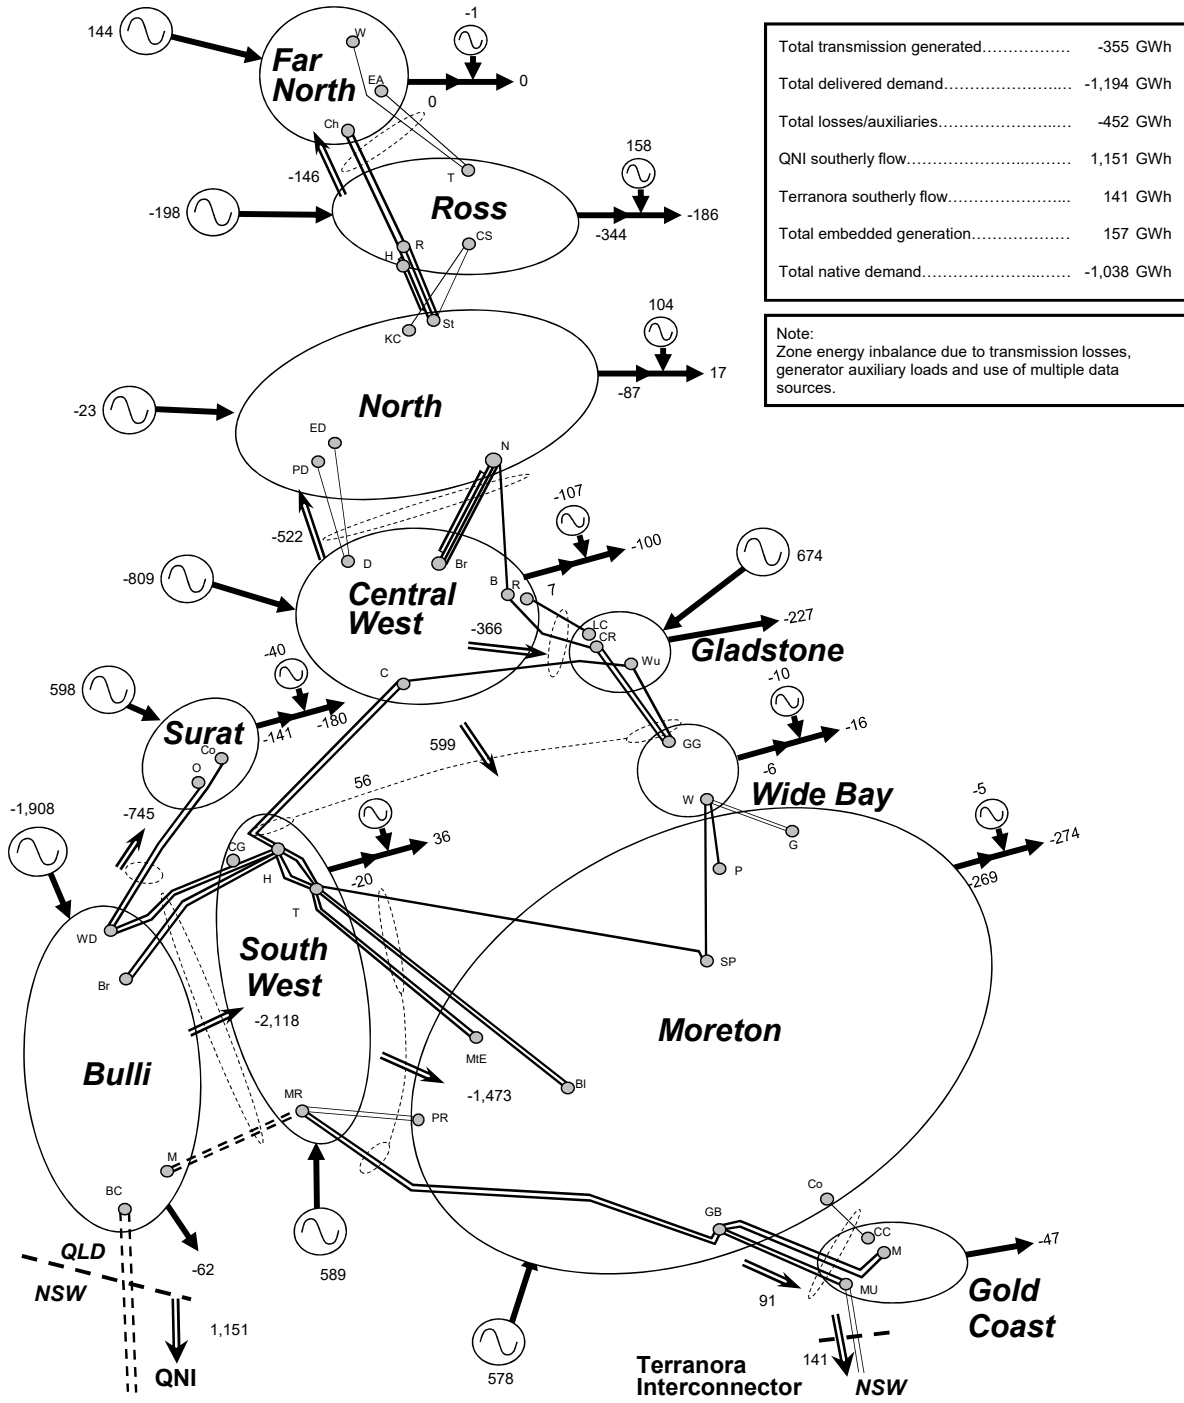 144
-1
W
Far
North
EA
0
0
Ch
-146
158
T
-198
Ross
-186
-344
R
CS
H
St
KC
104
17
-87
-23
North
ED
PD
N
-522
-107
-100
D
Br
B
R
7
674
-809
Central
West
-366
LC
CR
-227
Gladstone
Wu
C
-40
598
-180
-141
Surat
Co
O
599
GG
-10
-16
-6
Wide Bay
W
G
P
-1,908
-745
56
36
-20
CG
H
T
-5
-274
-269
WD
Br
South
West
SP
-2,118
Moreton
MtE
Bl
-1,473
Bulli
MR
PR
M
BC
QLD
NSW
-62
1,151
QNI
589
578
Co
GB
CC
M
MU
-47
Gold
Coast
91
141
Terranora
Interconnector
NSW
Total transmission generated................ -355 GWh
Total delivered demand........................ -1,194 GWh
Total losses/auxiliaries......................... -452 GWh
QNI southerly flow............................... 1,151 GWh
Terranora southerly flow....................... 141 GWh
Total embedded generation................... 157 GWh
Total native demand............................. -1,038 GWh
Note:
Zone energy inbalance due to transmission losses,
generator auxiliary loads and use of multiple data
sources.